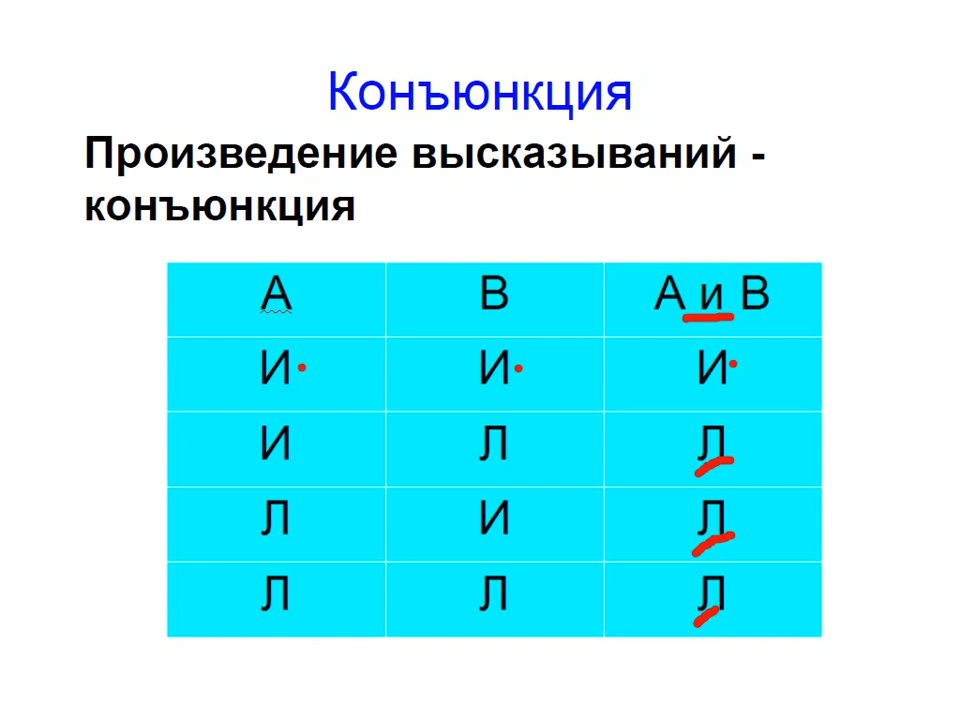 Конъюнкция
Произведение высказываний -
конъюнкция
А В А и В
И И И
И Л Л
Л И Л
Л Л Л